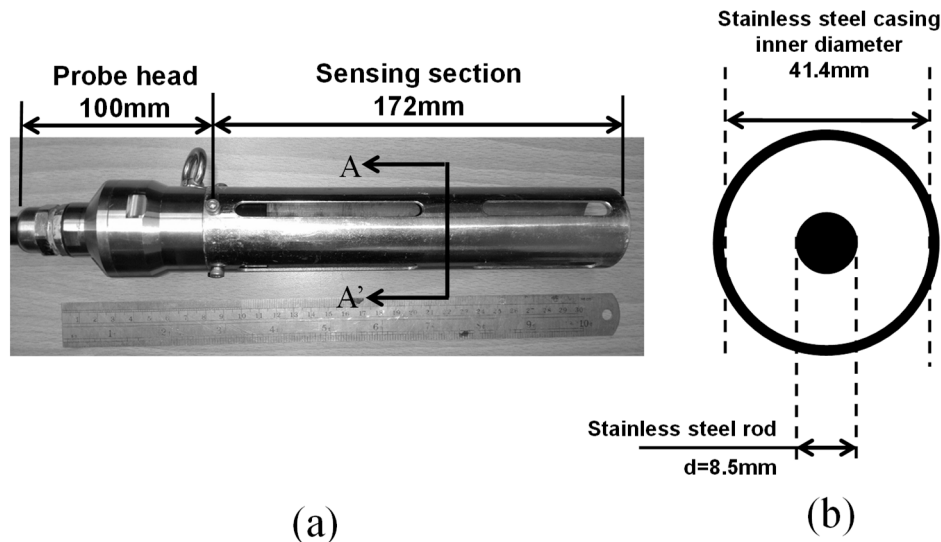 Stainless steel casing
inner diameter
41.4mm
Probe head
100mm
Sensing section
172mm
A
A’
Stainless steel rod
d=8.5mm
(a)
(b)